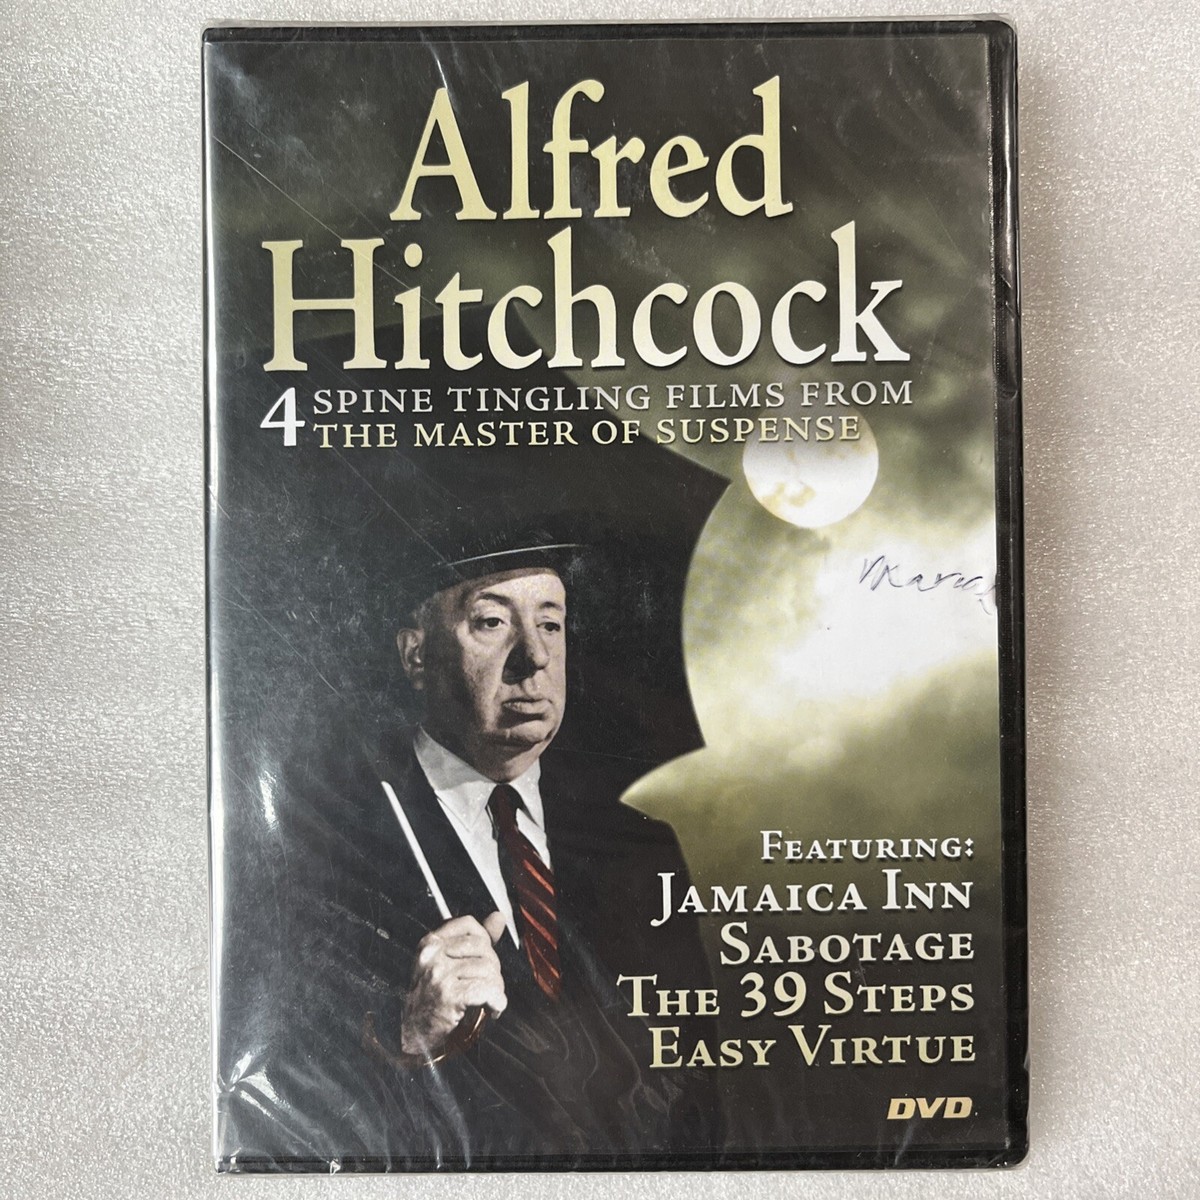 Alfred
Hitchcock
4 SPINE TINGLING FILMS FROM
THE MASTER OF SUSPENSE
FEATURING:
JAMAICA INN
SABOTAGE
THE 39 STEPS
EASY VIRTUE
DVD